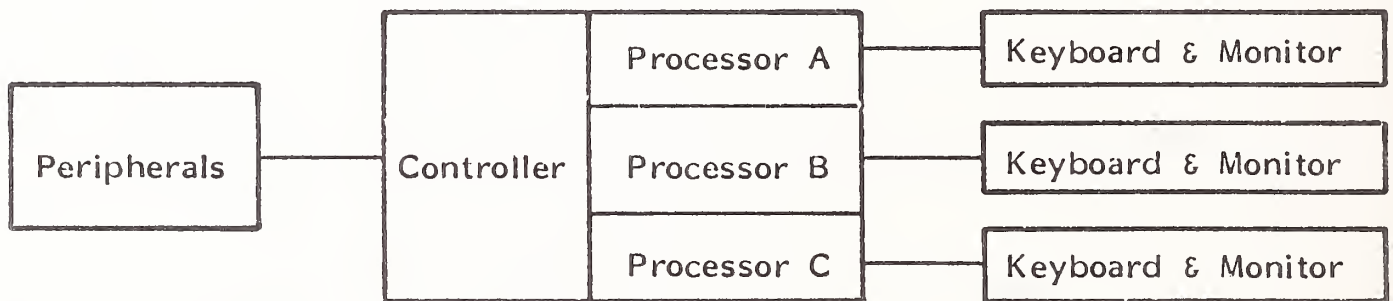 Peripherals
Controller
Processor A
Processor B
Processor C
Keyboard & Monitor
Keyboard & Monitor
Keyboard & Monitor